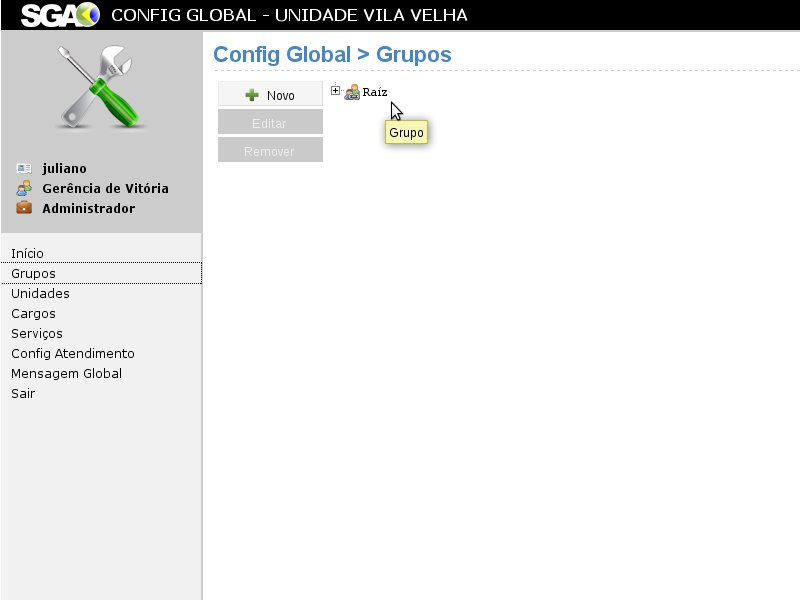 SGA CONFIG GLOBAL - UNIDADE VILA VELHA
Config Global > Grupos
Novo
Editar
Remover
Raíz
Grupo
juliano
Gerência de Vitória
Administrador
Início
Grupos
Unidades
Cargos
Serviços
Config Atendimento
Mensagem Global
Sair